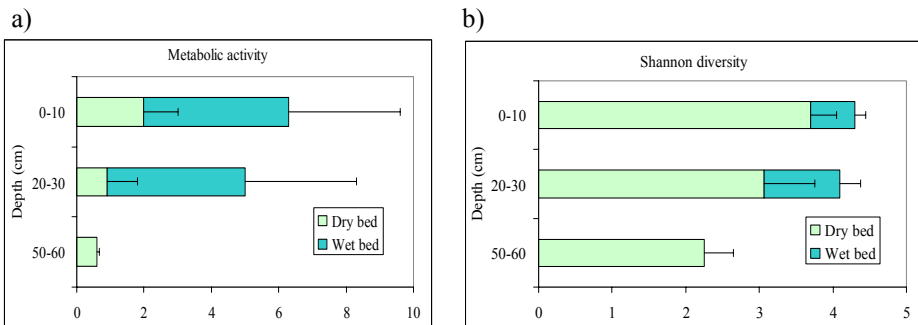 a)
Metabolic activity
Depth (cm)
0-10
20-30
50-60
Dry bed
Wet bed
0 2 4 6 8 10
b)
Shannon diversity
Depth (cm)
0-10
20-30
50-60
Dry bed
Wet bed
0 1 2 3 4 5